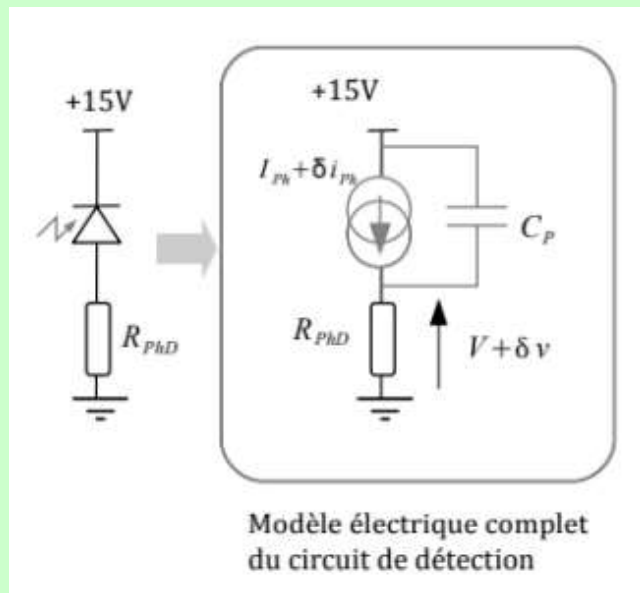 +15V
R_PhD
+15V
I_Ph+δi_Ph
C_P
R_PhD
V+δv
Modèle électrique complet
du circuit de détection